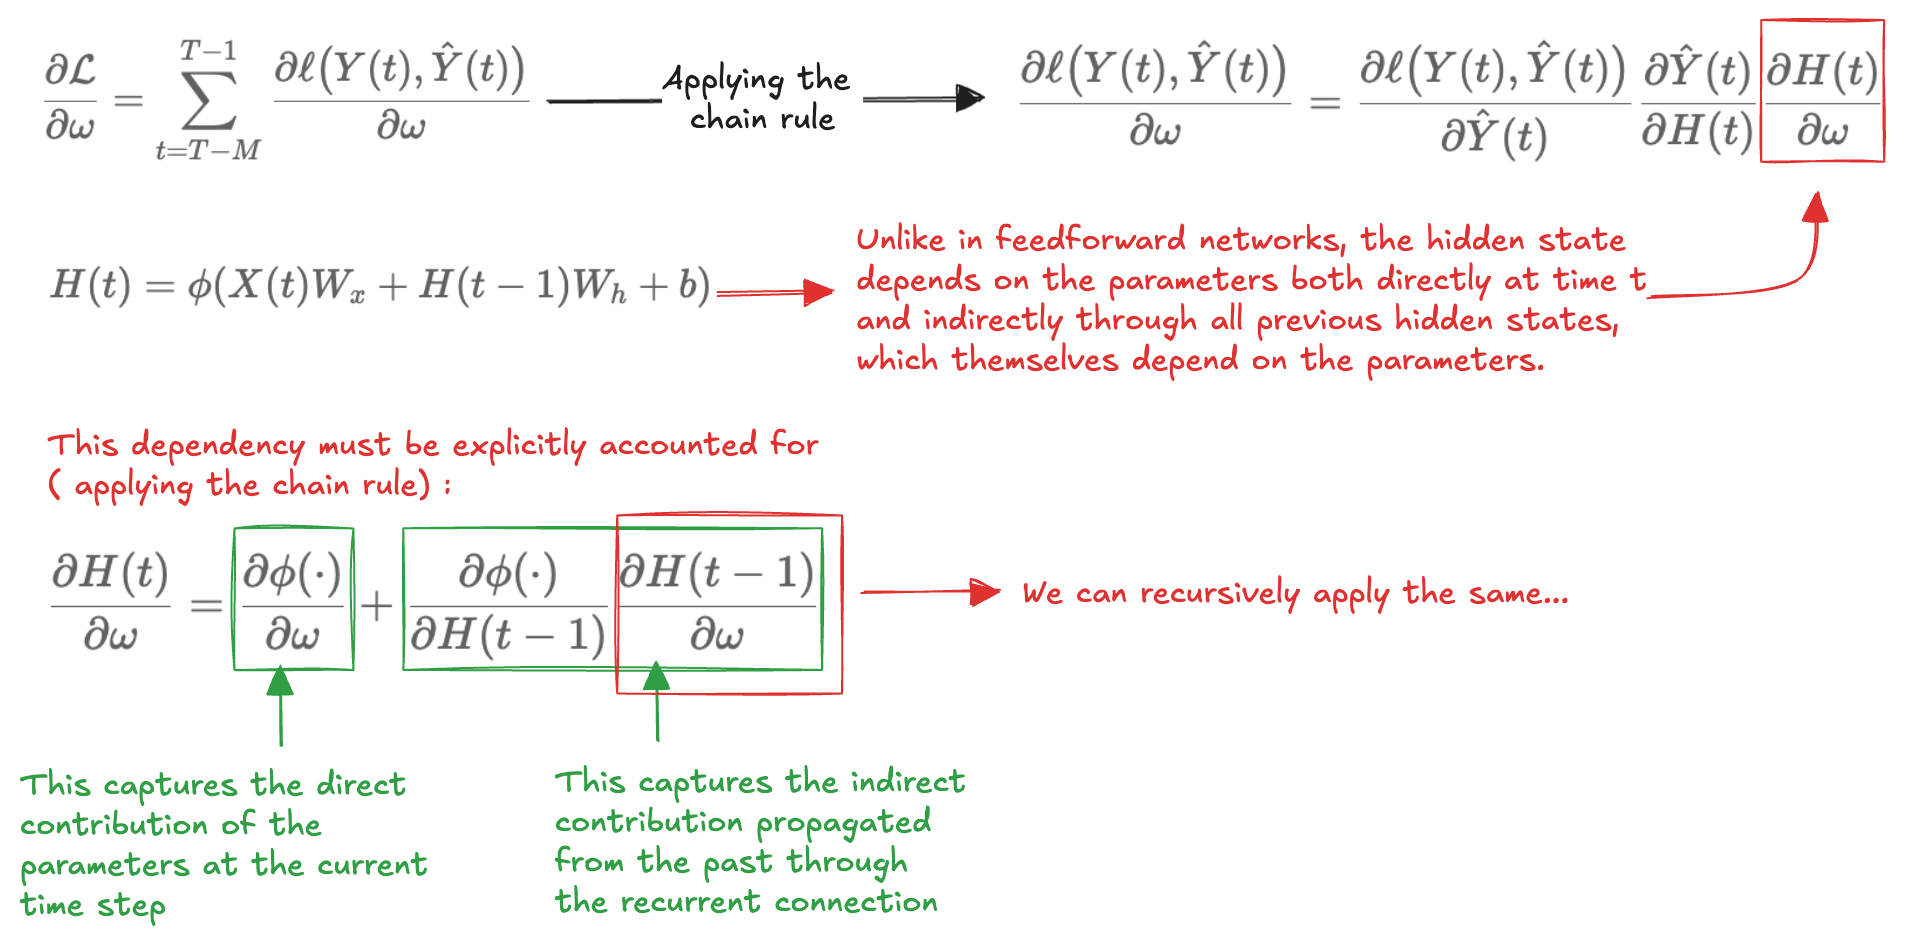 ∂ℒ/∂ω = ∑_{t=T−M}^{T−1} ∂ℓ(Y(t), Ŷ(t))/∂ω
Applying the
chain rule
∂ℓ(Y(t), Ŷ(t))/∂ω = ∂ℓ(Y(t), Ŷ(t))/∂Ŷ(t) ∂Ŷ(t)/∂H(t) ∂H(t)/∂ω
H(t) = ϕ(X(t)W_x + H(t − 1)W_h + b)
Unlike in feedforward networks, the hidden state
depends on the parameters both directly at time t
and indirectly through all previous hidden states,
which themselves depend on the parameters.
This dependency must be explicitly accounted for
( applying the chain rule) :
∂H(t)/∂ω = ∂ϕ(·)/∂ω + ∂ϕ(·)/∂H(t − 1) ∂H(t − 1)/∂ω
We can recursively apply the same...
This captures the direct
contribution of the
parameters at the current
time step
This captures the indirect
contribution propagated
from the past through
the recurrent connection